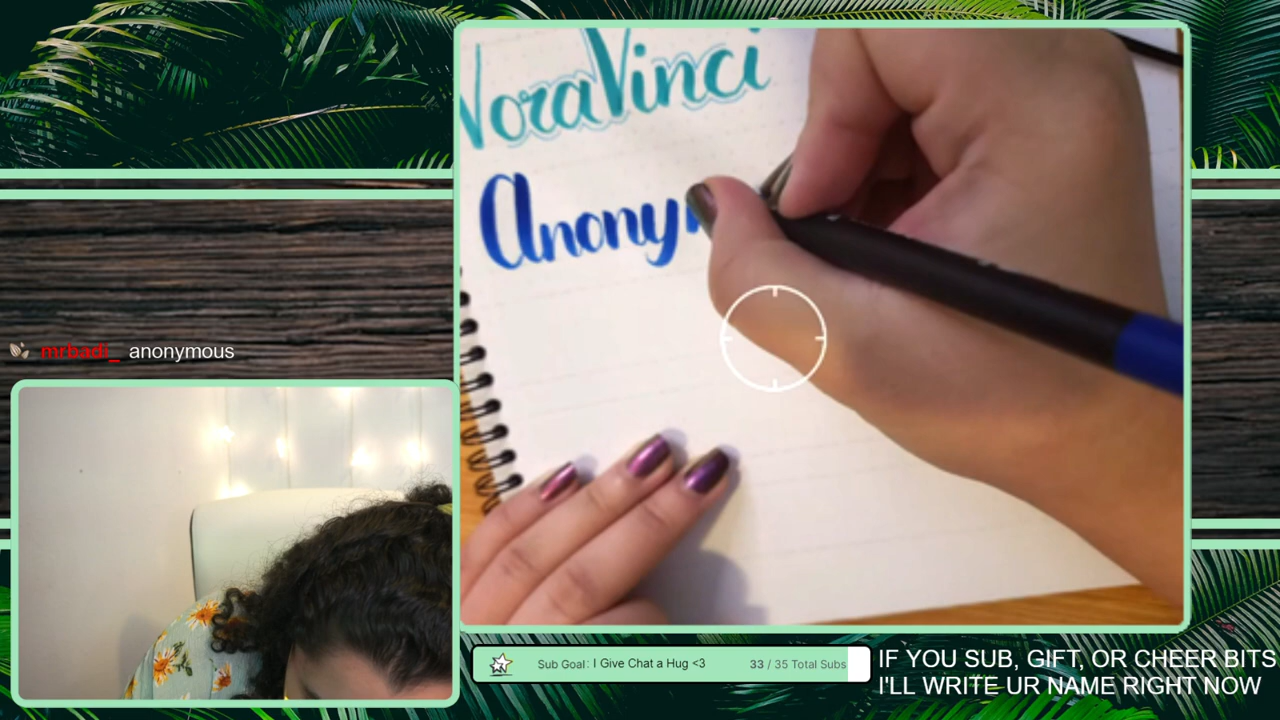 NoraVinci
Anony
mrbadi_ anonymous
Sub Goal: I Give Chat a Hug <3 33 / 35 Total Subs
IF YOU SUB, GIFT, OR CHEER BITS
I'LL WRITE UR NAME RIGHT NOW